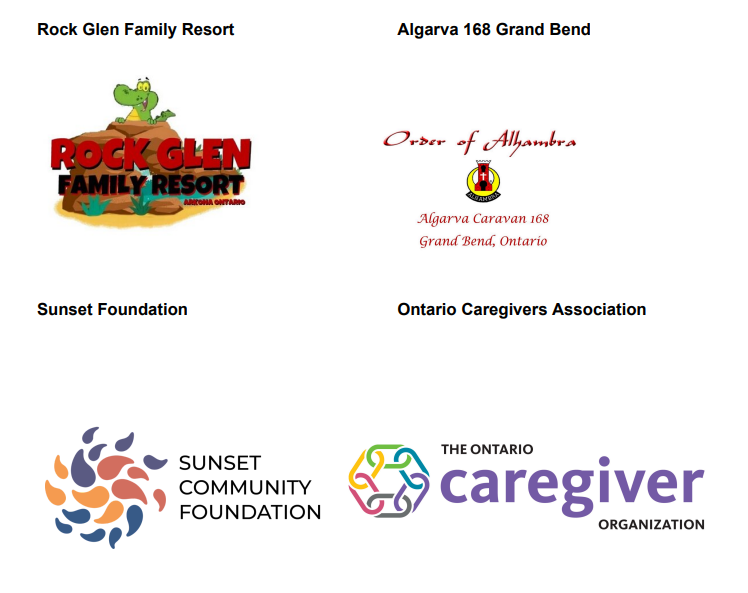 Rock Glen Family Resort
Algarva 168 Grand Bend
ROCK GLEN
FAMILY RESORT
ARKONA ONTARIO
Order of Alhambra
ALHAMBRA
Algarva Caravan 168
Grand Bend, Ontario
Sunset Foundation
Ontario Caregivers Association
SUNSET
COMMUNITY
FOUNDATION
THE ONTARIO
caregiver
ORGANIZATION